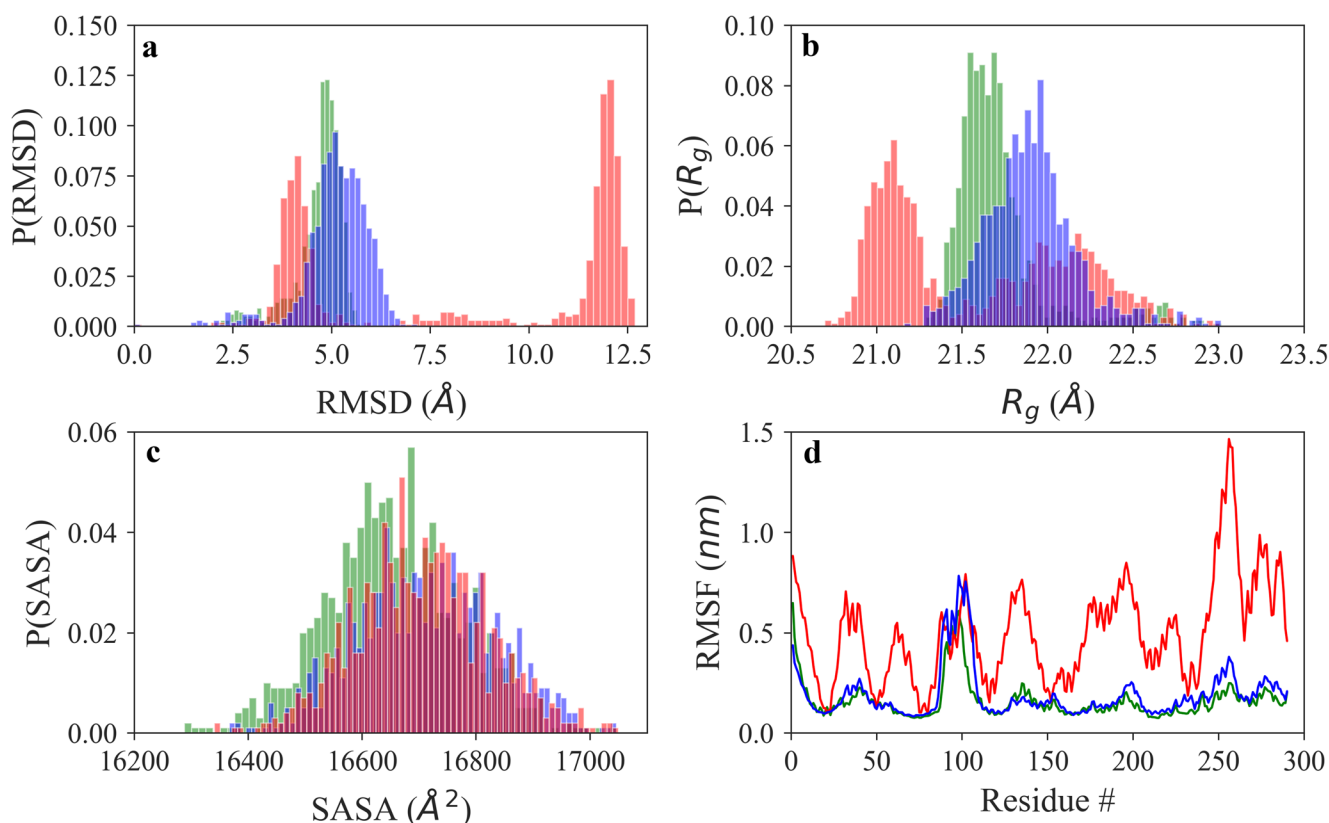 a
P(RMSD)
0.150
0.125
0.100
0.075
0.050
0.025
0.000
0.0 2.5 5.0 7.5 10.0 12.5
RMSD (Å)
b
P(R_g)
0.10
0.08
0.06
0.04
0.02
0.00
20.5 21.0 21.5 22.0 22.5 23.0 23.5
R_g (Å)
c
P(SASA)
0.06
0.04
0.02
0.00
16200 16400 16600 16800 17000
SASA (Å²)
d
RMSF (nm)
1.5
1.0
0.5
0.0
0 50 100 150 200 250 300
Residue #